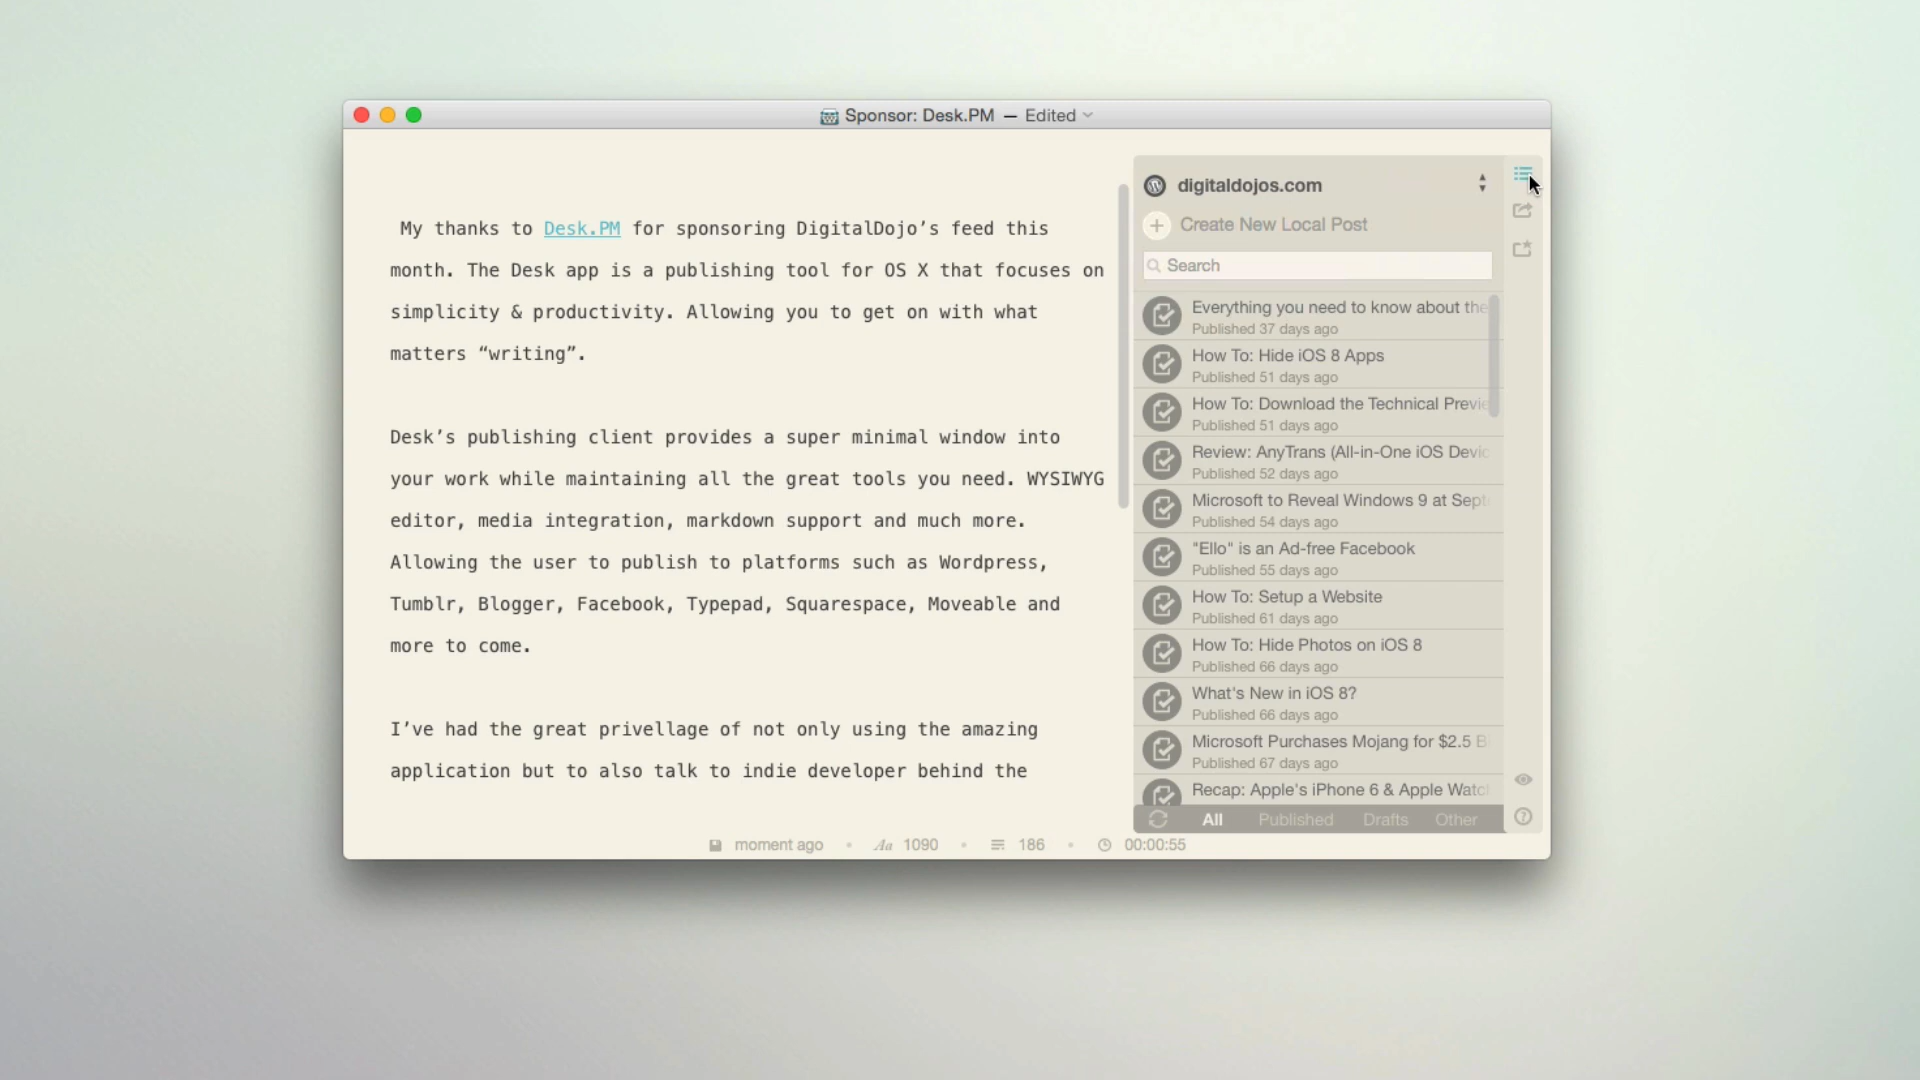 Sponsor: Desk.PM — Edited
My thanks to Desk.PM for sponsoring DigitalDojo’s feed this
month. The Desk app is a publishing tool for OS X that focuses on
simplicity & productivity. Allowing you to get on with what
matters “writing”.
Desk’s publishing client provides a super minimal window into
your work while maintaining all the great tools you need. WYSIWYG
editor, media integration, markdown support and much more.
Allowing the user to publish to platforms such as Wordpress,
Tumblr, Blogger, Facebook, Typepad, Squarespace, Moveable and
more to come.
I’ve had the great privellage of not only using the amazing
application but to also talk to indie developer behind the
digitaldojos.com
Create New Local Post
Search
Everything you need to know about the
Published 37 days ago
How To: Hide iOS 8 Apps
Published 51 days ago
How To: Download the Technical Previe
Published 51 days ago
Review: AnyTrans (All-in-One iOS Devic
Published 52 days ago
Microsoft to Reveal Windows 9 at Sept
Published 54 days ago
"Ello" is an Ad-free Facebook
Published 55 days ago
How To: Setup a Website
Published 61 days ago
How To: Hide Photos on iOS 8
Published 66 days ago
What's New in iOS 8?
Published 66 days ago
Microsoft Purchases Mojang for $2.5 B
Published 67 days ago
Recap: Apple's iPhone 6 & Apple Watch
All Published Drafts Other
moment ago • Aa 1090 • 186 • 00:00:55